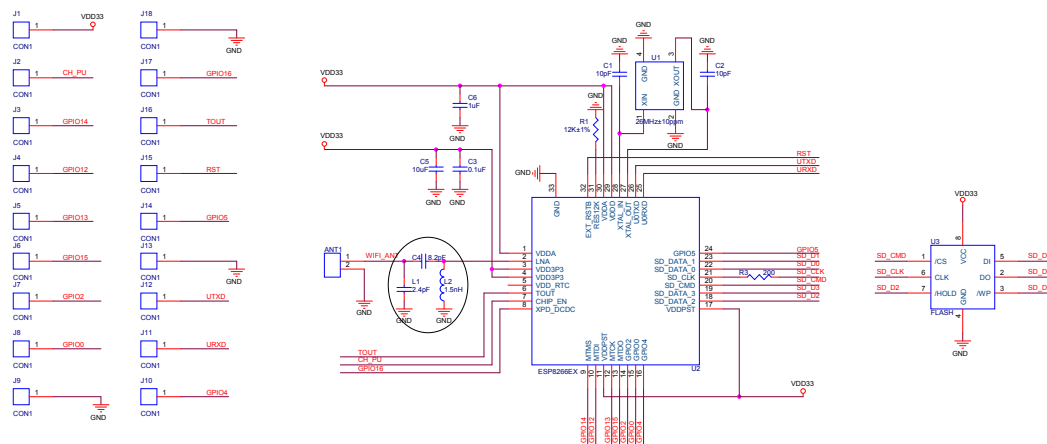 J1
1
VDD33
CON1
J2
1
CH_PU
CON1
J3
1
GPIO14
CON1
J4
1
GPIO12
CON1
J5
1
GPIO13
CON1
J6
1
GPIO15
CON1
J7
1
GPIO2
CON1
J8
1
GPIO0
CON1
J9
1
GND
CON1
J18
1
GND
CON1
J17
1
GPIO16
CON1
J16
1
TOUT
CON1
J15
1
RST
CON1
J14
1
GPIO5
CON1
J13
1
GND
CON1
J12
1
UTXD
CON1
J11
1
URXD
CON1
J10
1
GPIO4
CON1
VDD33
C6
1uF
GND
VDD33
C5
10uF
GND
C3
0.1uF
GND
GND
C1
10pF
GND
4
3
U1
GND
XOUT
XIN
GND
1
2
26MHz±10ppm
GND
GND
C2
10pF
GND
R1
12K±1%
RST
UTXD
URXD
GND
33
32
31
30
29
28
27
26
25
GND
EXT_RSTB
RES12K
VDDA
VDDD
XTAL_IN
XTAL_OUT
U0TXD
U0RXD
ANT1
1
2
WIFI_ANT
C4
8.2pF
L1
2.4pF
L2
1.5nH
GND
GND
GND
1
VDDA
2
LNA
3
VDD3P3
4
VDD3P3
5
VDD_RTC
6
TOUT
7
CHIP_EN
8
XPD_DCDC
TOUT
CH_PU
GPIO16
GPIO5
24
GPIO5
SD_DATA_1
23
SD_D1
SD_DATA_0
22
SD_D0
SD_CLK
21
R3
200
SD_CLK
SD_CMD
20
SD_CMD
SD_DATA_3
19
SD_D3
SD_DATA_2
18
SD_D2
VDDPST
17
MTMS
MTDI
VDDPST
MTCK
MTDO
GPIO2
GPIO0
GPIO4
ESP8266EX
U2
9
10
11
12
13
14
15
16
GPIO14
GPIO12
GPIO13
GPIO15
GPIO2
GPIO0
GPIO4
VDD33
VDD33
8
U3
VCC
SD_CMD
1
/CS
DI
5
SD_D
SD_CLK
6
CLK
DO
2
SD_D
SD_D2
7
/HOLD
/WP
3
SD_D
GND
FLASH
4
GND